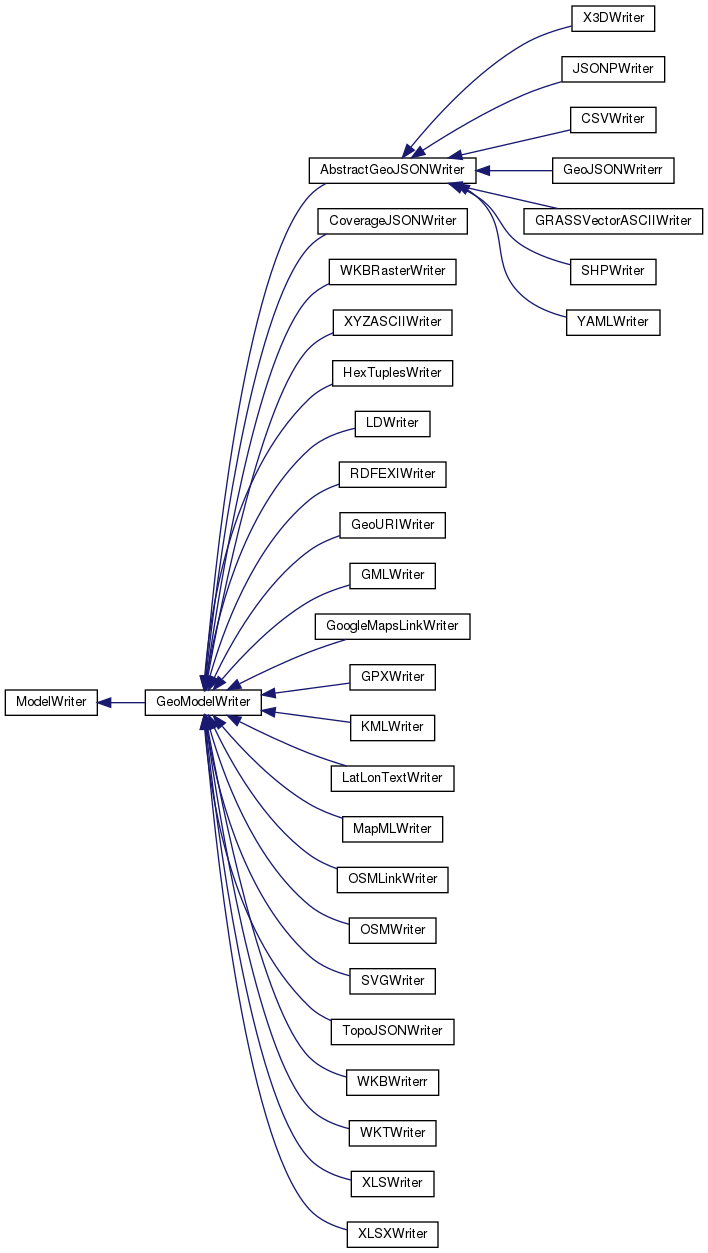 X3DWriter
JSONPWriter
CSVWriter
AbstractGeoJSONWriter
GeoJSONWriterr
GRASSVectorASCIIWriter
CoverageJSONWriter
SHPWriter
WKBRasterWriter
YAMLWriter
XYZASCIIWriter
HexTuplesWriter
LDWriter
RDFEXIWriter
GeoURIWriter
GMLWriter
GoogleMapsLinkWriter
GPXWriter
ModelWriter
GeoModelWriter
KMLWriter
LatLonTextWriter
MapMLWriter
OSMLinkWriter
OSMWriter
SVGWriter
TopoJSONWriter
WKBWriterr
WKTWriter
XLSWriter
XLSXWriter